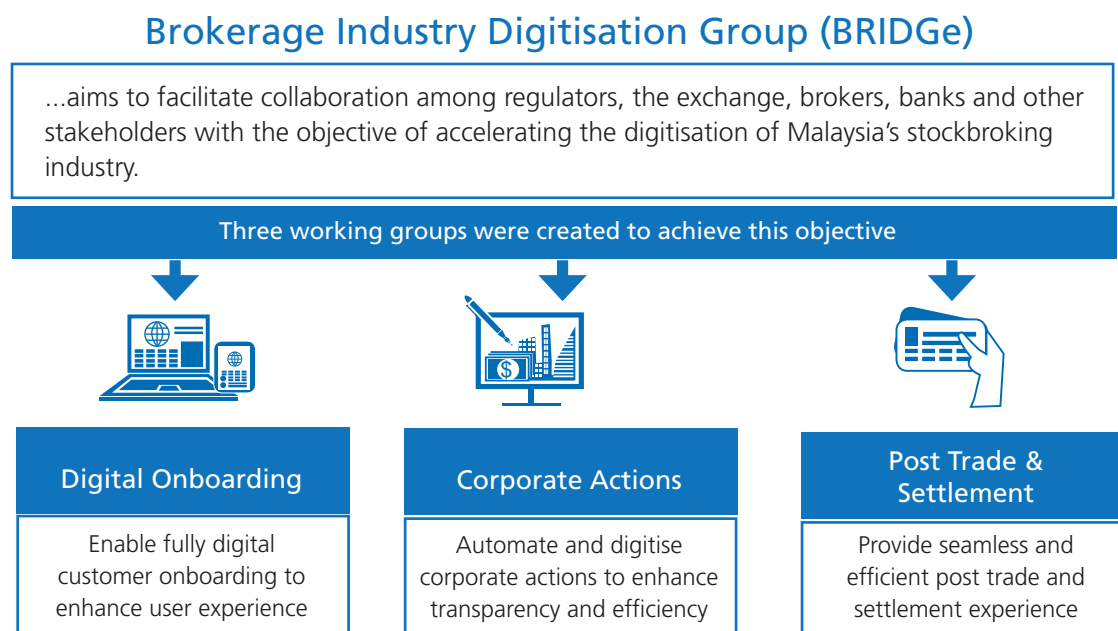 Brokerage Industry Digitisation Group (BRIDGe)
...aims to facilitate collaboration among regulators, the exchange, brokers, banks and other
stakeholders with the objective of accelerating the digitisation of Malaysia’s stockbroking
industry.
Three working groups were created to achieve this objective
$
Digital Onboarding
Enable fully digital
customer onboarding to
enhance user experience
Corporate Actions
Automate and digitise
corporate actions to enhance
transparency and efficiency
Post Trade &
Settlement
Provide seamless and
efficient post trade and
settlement experience